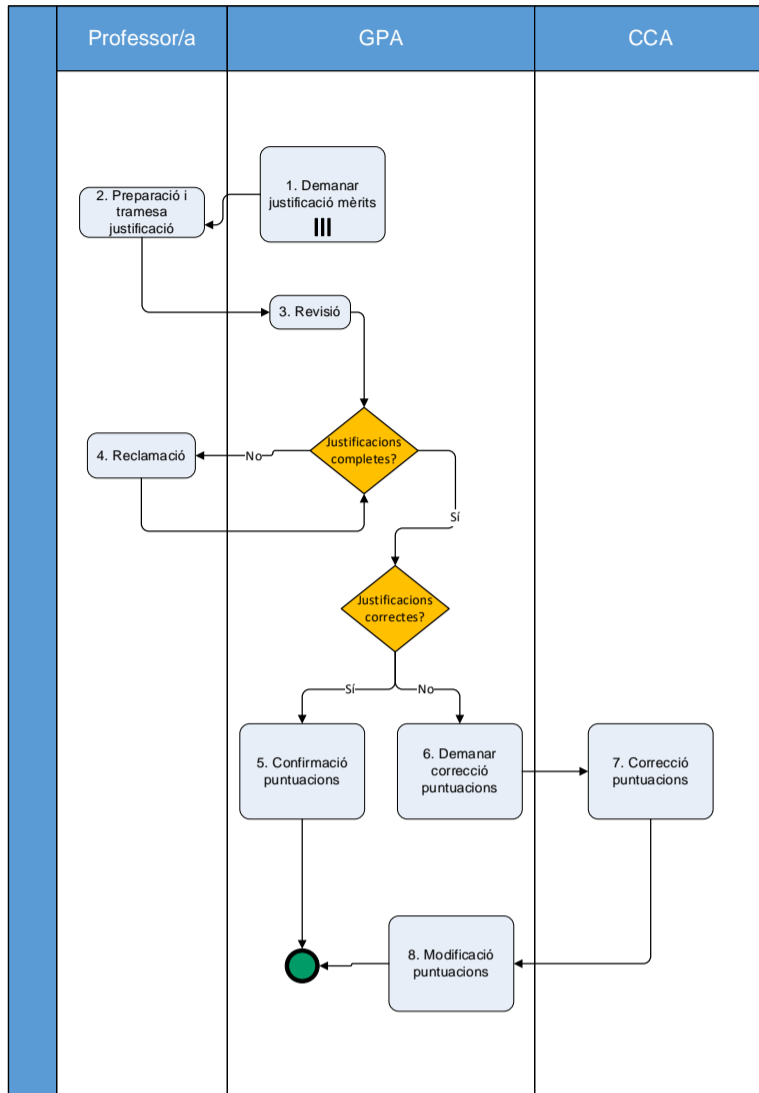 Professor/a
GPA
CCA
1. Demanar
justificació mèrits
2. Preparació i
tramesa
justificació
3. Revisió
Justificacions
completes?
No
4. Reclamació
Sí
Justificacions
correctes?
Sí
No
5. Confirmació
puntuacions
6. Demanar
correcció
puntuacions
7. Correcció
puntuacions
8. Modificació
puntuacions